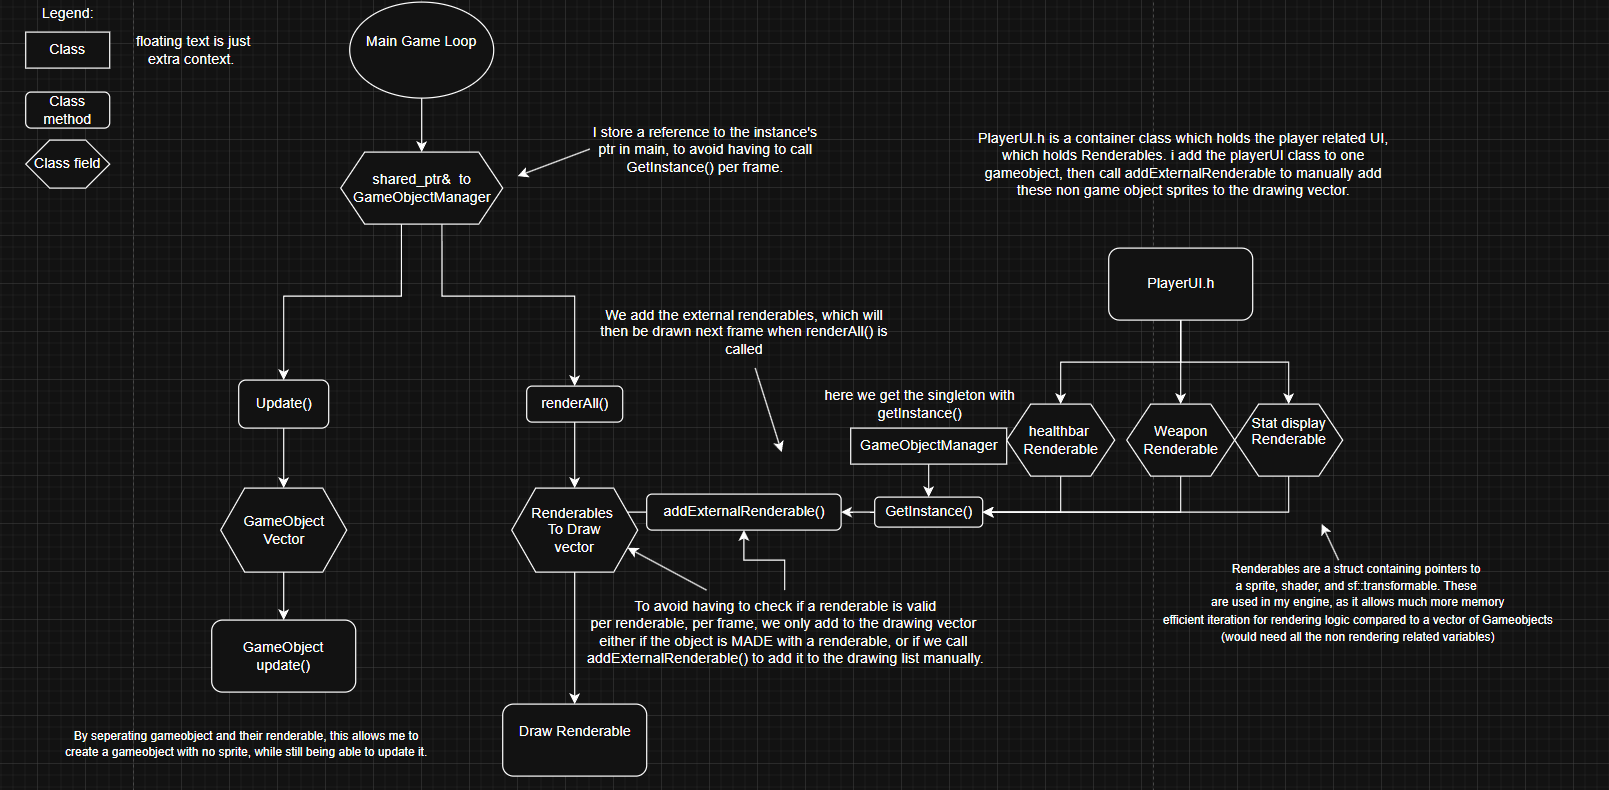 Legend:
Class
floating text is just
extra context.
Class
method
Class field
Main Game Loop
I store a reference to the instance's
ptr in main, to avoid having to call
GetInstance() per frame.
shared_ptr& to
GameObjectManager
PlayerUI.h is a container class which holds the player related UI,
which holds Renderables. i add the playerUI class to one
gameobject, then call addExternalRenderable to manually add
these non game object sprites to the drawing vector.
PlayerUI.h
We add the external renderables, which will
then be drawn next frame when renderAll() is
called
Update()
renderAll()
here we get the singleton with
getInstance()
GameObjectManager
healthbar
Renderable
Weapon
Renderable
Stat display
Renderable
GameObject
Vector
Renderables
To Draw
vector
addExternalRenderable()
GetInstance()
Renderables are a struct containing pointers to
a sprite, shader, and sf::transformable. These
are used in my engine, as it allows much more memory
efficient iteration for rendering logic compared to a vector of Gameobjects
(would need all the non rendering related variables)
To avoid having to check if a renderable is valid
per renderable, per frame, we only add to the drawing vector
either if the object is MADE with a renderable, or if we call
addExternalRenderable() to add it to the drawing list manually.
GameObject
update()
Draw Renderable
By seperating gameobject and their renderable, this allows me to
create a gameobject with no sprite, while still being able to update it.